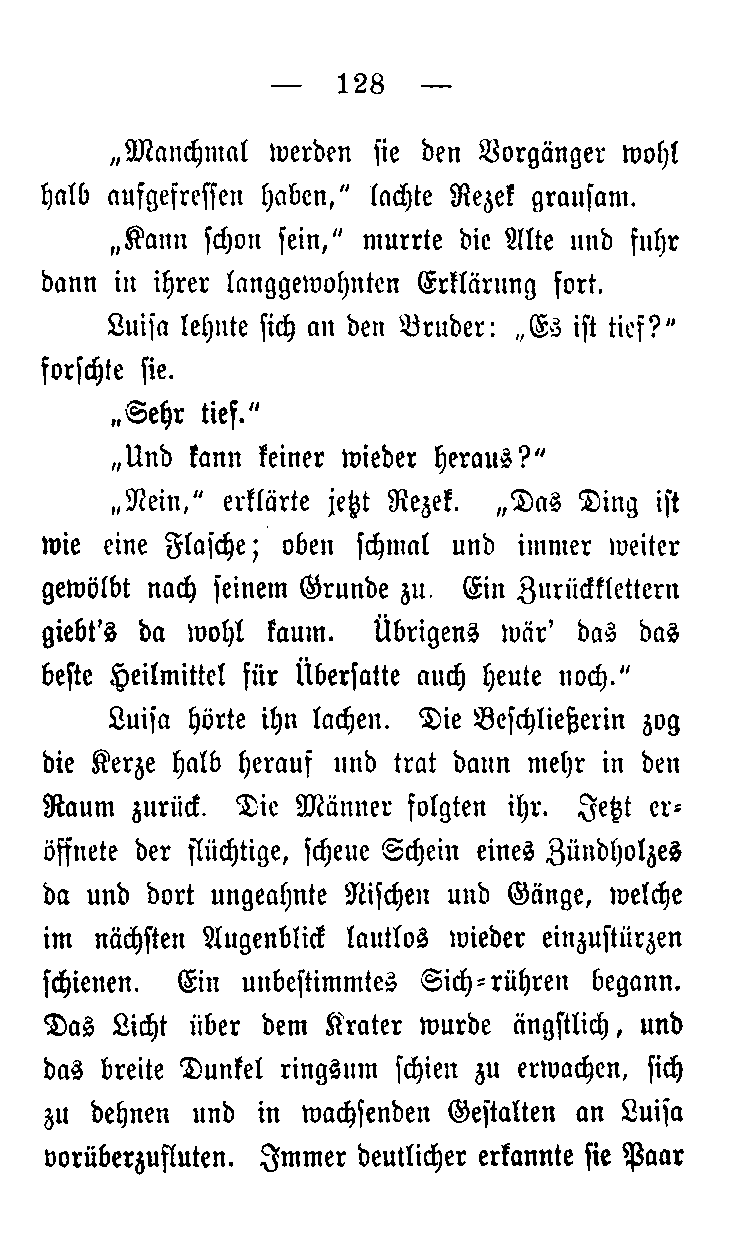 — 128 —
„Manchmal werden sie den Vorgänger wohl
halb aufgefressen haben,“ lachte Rezek grausam.
„Kann schon sein,“ murrte die Alte und fuhr
dann in ihrer langgewohnten Erklärung fort.
Luisa lehnte sich an den Bruder: „Es ist tief?“
forschte sie.
„Sehr tief.“
„Und kann keiner wieder heraus?“
„Nein,“ erklärte jetzt Rezek. „Das Ding ist
wie eine Flasche; oben schmal und immer weiter
gewölbt nach seinem Grunde zu. Ein Zurückklettern
giebt's da wohl kaum. Übrigens wär' das das
beste Heilmittel für Übersatte auch heute noch.“
Luisa hörte ihn lachen. Die Beschließerin zog
die Kerze halb herauf und trat dann mehr in den
Raum zurück. Die Männer folgten ihr. Jetzt er-
öffnete der flüchtige, scheue Schein eines Zündholzes
da und dort ungeahnte Nischen und Gänge, welche
im nächsten Augenblick lautlos wieder einzustürzen
schienen. Ein unbestimmtes Sich-rühren begann.
Das Licht über dem Krater wurde ängstlich, und
das breite Dunkel ringsum schien zu erwachen, sich
zu dehnen und in wachsenden Gestalten an Luisa
vorüberzufluten. Immer deutlicher erkannte sie Paar